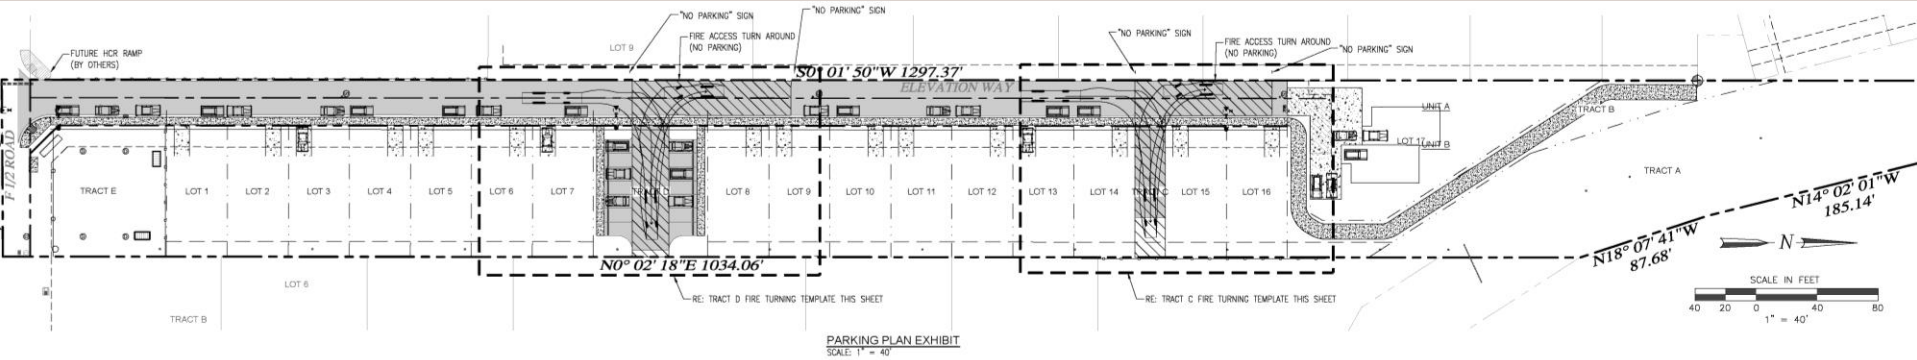 "NO PARKING" SIGN
"NO PARKING" SIGN
FIRE ACCESS TURN AROUND
(NO PARKING)
LOT 9
FUTURE HCR RAMP
(BY OTHERS)
"NO PARKING" SIGN
FIRE ACCESS TURN AROUND
(NO PARKING)
"NO PARKING" SIGN
S0° 01' 50"W 1297.37'
ELEVATION WAY
F 1/2 ROAD
UNIT A
LOT 17
UNIT B
TRACT B
TRACT A
TRACT E
LOT 1
LOT 2
LOT 3
LOT 4
LOT 5
LOT 6
LOT 7
TRACT D
LOT 8
LOT 9
LOT 10
LOT 11
LOT 12
LOT 13
LOT 14
TRACT C
LOT 15
LOT 16
N14° 02' 01"W
185.14'
N18° 07' 41"W
87.68'
N
N0° 02' 18"E 1034.06'
LOT 6
TRACT B
RE: TRACT D FIRE TURNING TEMPLATE THIS SHEET
RE: TRACT C FIRE TURNING TEMPLATE THIS SHEET
SCALE IN FEET
40 20 0 40 80
1" = 40'
PARKING PLAN EXHIBIT
SCALE: 1" = 40'